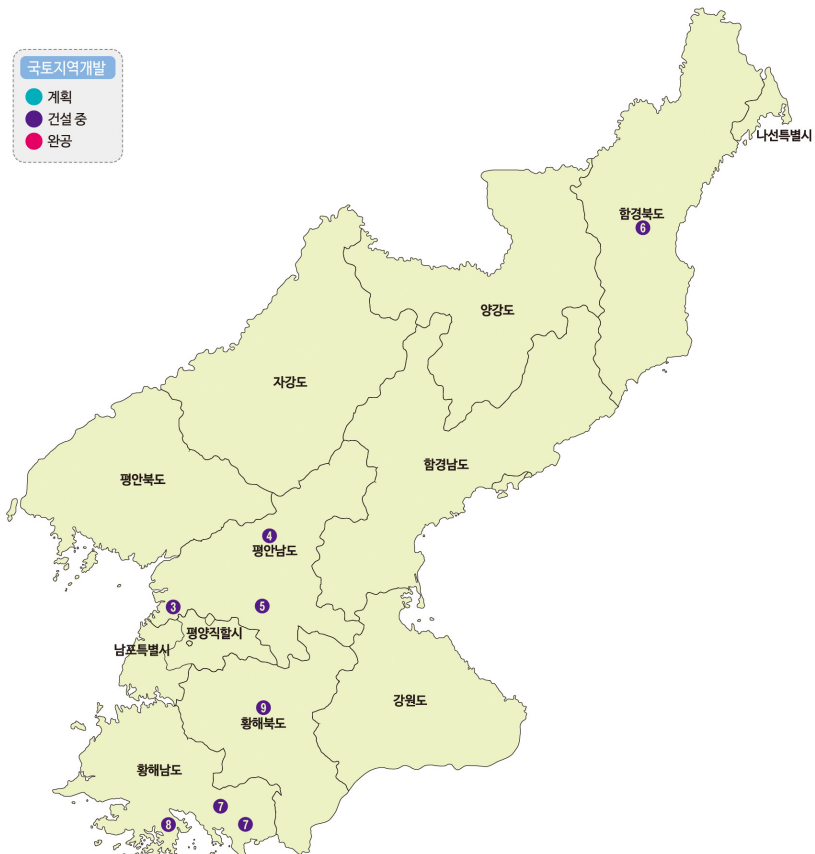 국토지역개발
계획
건설 중
완공
나선특별시
함경북도
6
양강도
자강도
함경남도
평안북도
4
평안남도
3
5
평양직할시
남포특별시
강원도
9
황해북도
황해남도
7
8
7